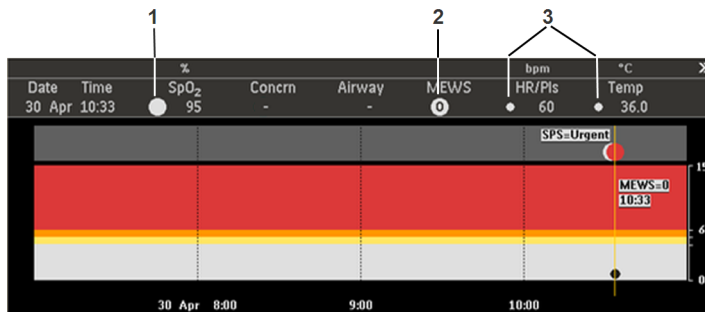 1 2 3
% bpm °C
Date Time SpO₂ Concrn Airway MEWS HR/Pls Temp
30 Apr 10:33 95 - - 0 60 36.0
SPS=Urgent
15
MEWS=0
10:33
6
0
30 Apr 8:00 9:00 10:00